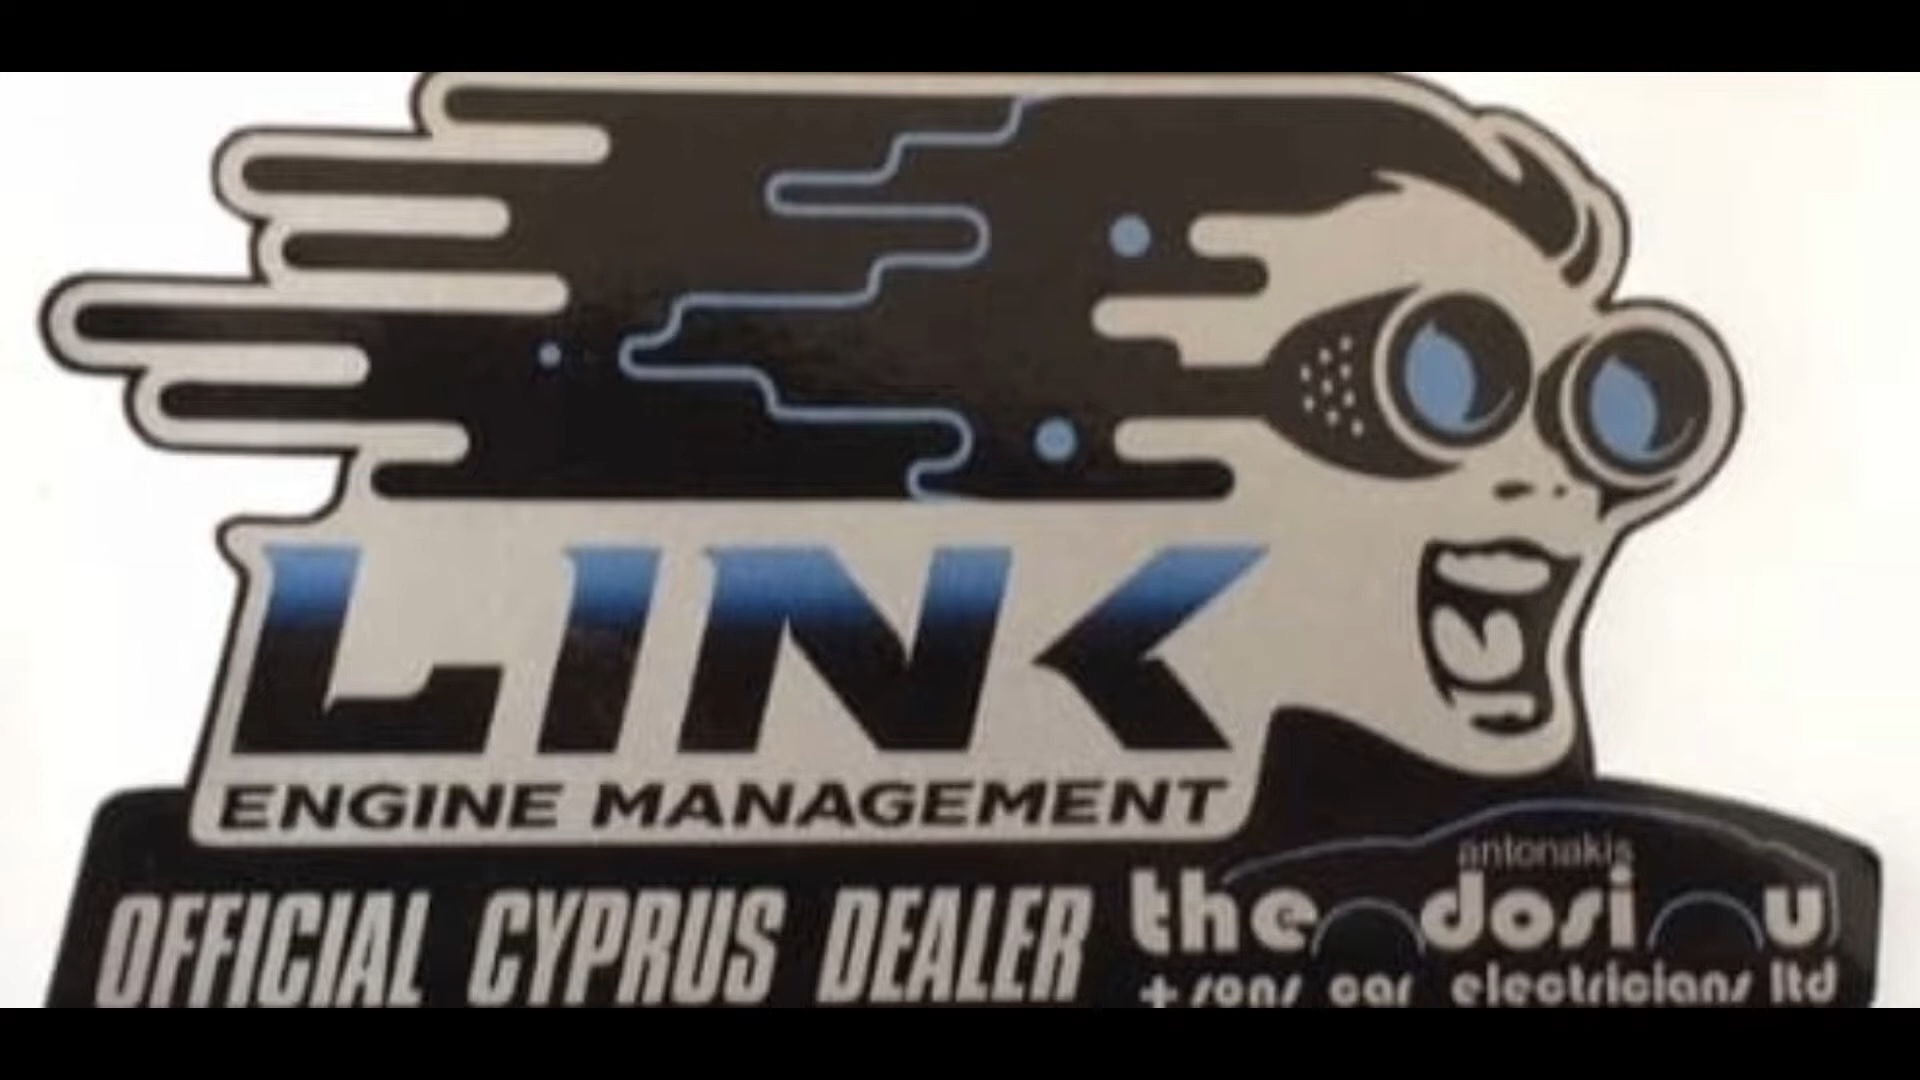 LINK
ENGINE MANAGEMENT
OFFICIAL CYPRUS DEALER
antonakis
theodosiou
+ sons car electricians ltd